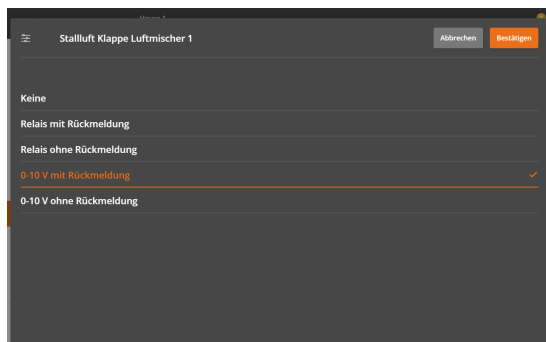 Stallluft Klappe Luftmischer 1
Abbrechen
Bestätigen
Keine
Relais mit Rückmeldung
Relais ohne Rückmeldung
0-10 V mit Rückmeldung
0-10 V ohne Rückmeldung